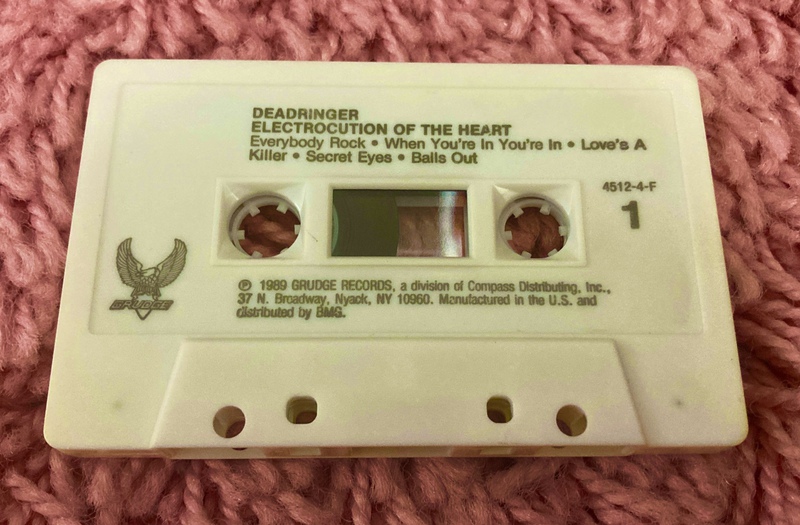 DEADRINGER
ELECTROCUTION OF THE HEART
Everybody Rock • When You're In You're In • Love's A
Killer • Secret Eyes • Balls Out
4512-4-F
1
GRUDGE
℗ 1989 GRUDGE RECORDS, a division of Compass Distributing, Inc.,
37 N. Broadway, Nyack, NY 10960. Manufactured in the U.S. and
distributed by BMG.